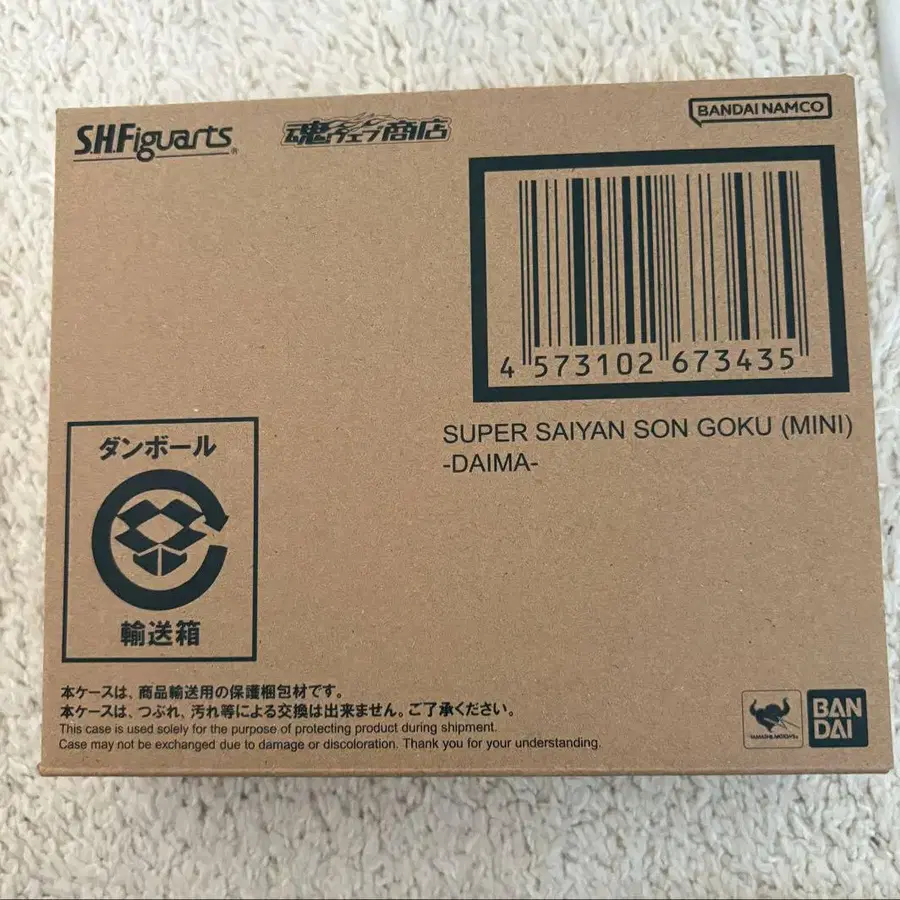 S.H.Figuarts
魂ウェブ商店
BANDAI NAMCO
4 573102 673435
SUPER SAIYAN SON GOKU (MINI)
-DAIMA-
ダンボール
輸送箱
本ケースは、商品輸送用の保護梱包材です。
本ケースは、つぶれ、汚れ等による交換は出来ません。ご了承ください。
This case is used solely for the purpose of protecting product during shipment.
Case may not be exchanged due to damage or discoloration. Thank you for your understanding.
BAN
DAI